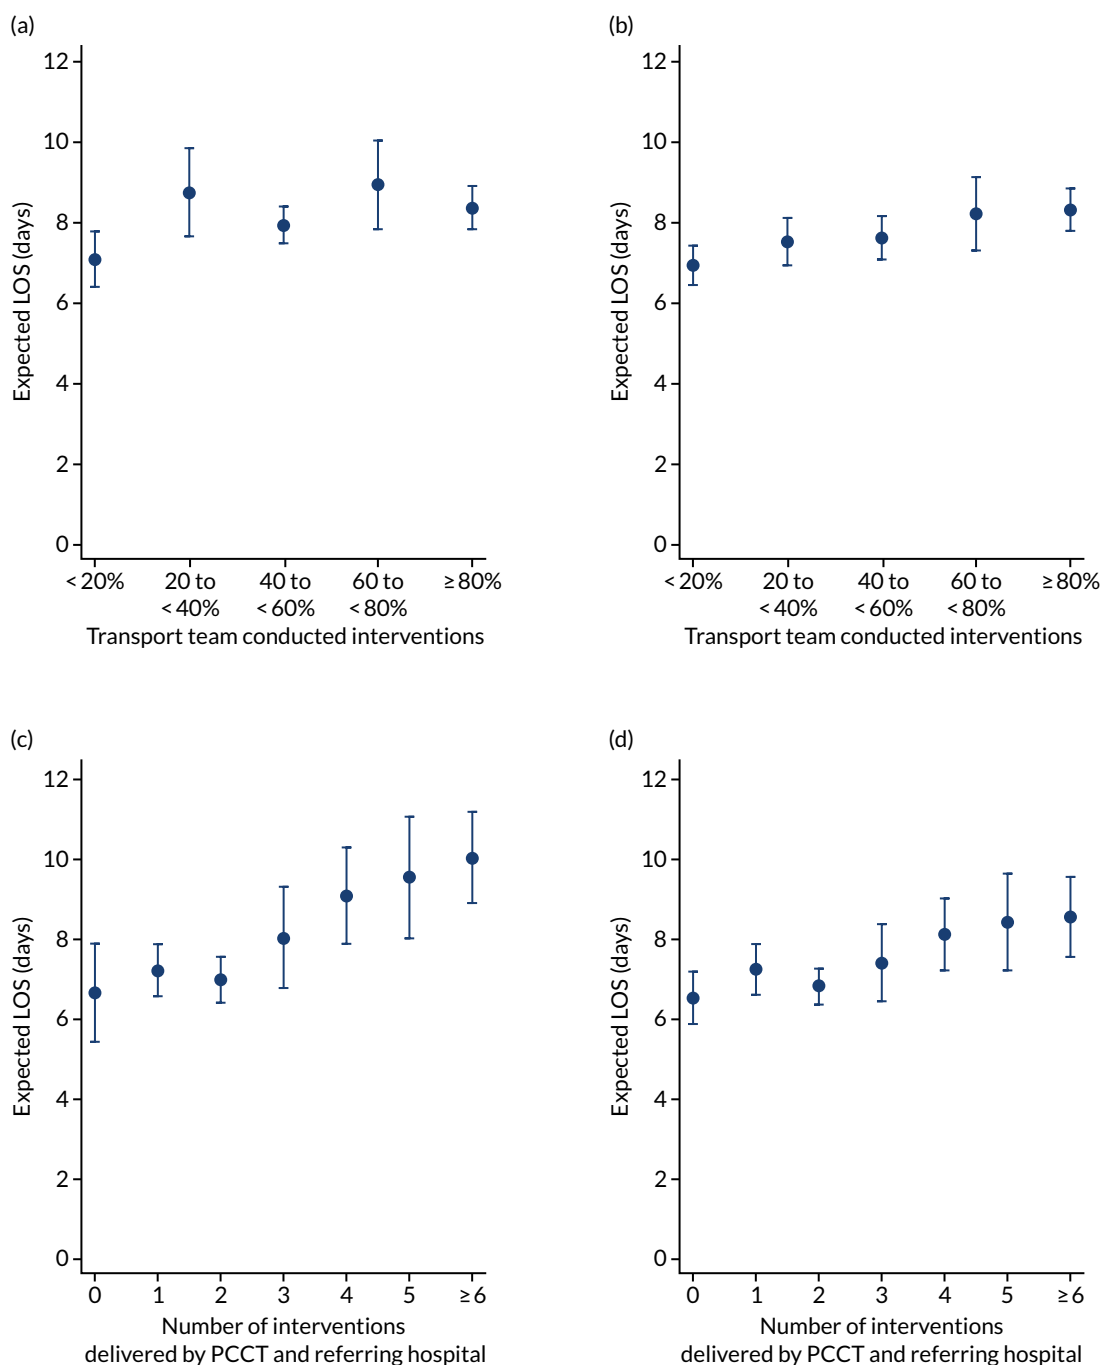 (a)
12
10
8
6
4
2
0
Expected LOS (days)
< 20%
20 to
< 40%
40 to
< 60%
60 to
< 80%
≥ 80%
Transport team conducted interventions
(b)
12
10
8
6
4
2
0
Expected LOS (days)
< 20%
20 to
< 40%
40 to
< 60%
60 to
< 80%
≥ 80%
Transport team conducted interventions
(c)
12
10
8
6
4
2
0
Expected LOS (days)
0 1 2 3 4 5 ≥ 6
Number of interventions
delivered by PCCT and referring hospital
(d)
12
10
8
6
4
2
0
Expected LOS (days)
0 1 2 3 4 5 ≥ 6
Number of interventions
delivered by PCCT and referring hospital